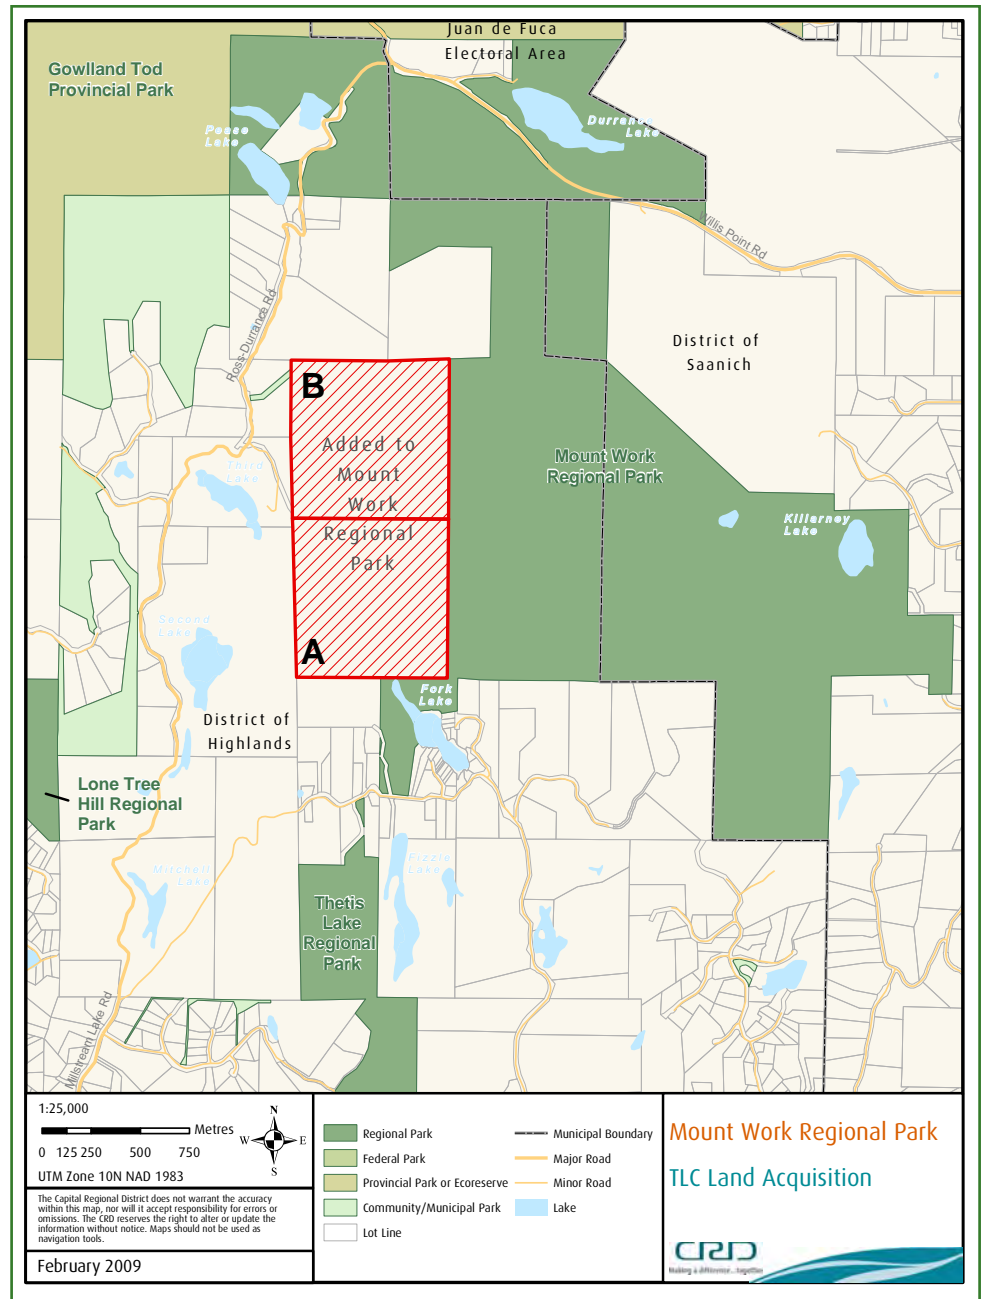 Juan de Fuca
Electoral Area
Gowlland Tod
Provincial Park
Pease
Lake
Durrance
Lake
Willis Point Rd
Ross-Durrance Rd
District of
Saanich
B
Added to
Mount
Work
Regional
Park
A
Mount Work
Regional Park
Third
Lake
Killarney
Lake
Second
Lake
Fork
Lake
District of
Highlands
Lone Tree
Hill Regional
Park
Mitchell
Lake
Fizzle
Lake
Thetis
Lake
Regional
Park
Millstream Lake Rd
1:25,000
Metres
0 125 250 500 750
UTM Zone 10N NAD 1983
N
W E
S
The Capital Regional District does not warrant the accuracy
within this map, nor will it accept responsibility for errors or
omissions. The CRD reserves the right to alter or update the
information without notice. Maps should not be used as
navigation tools.
February 2009
Regional Park
Federal Park
Provincial Park or Ecoreserve
Community/Municipal Park
Lot Line
Municipal Boundary
Major Road
Minor Road
Lake
Mount Work Regional Park
TLC Land Acquisition
CRD
Making a difference...together